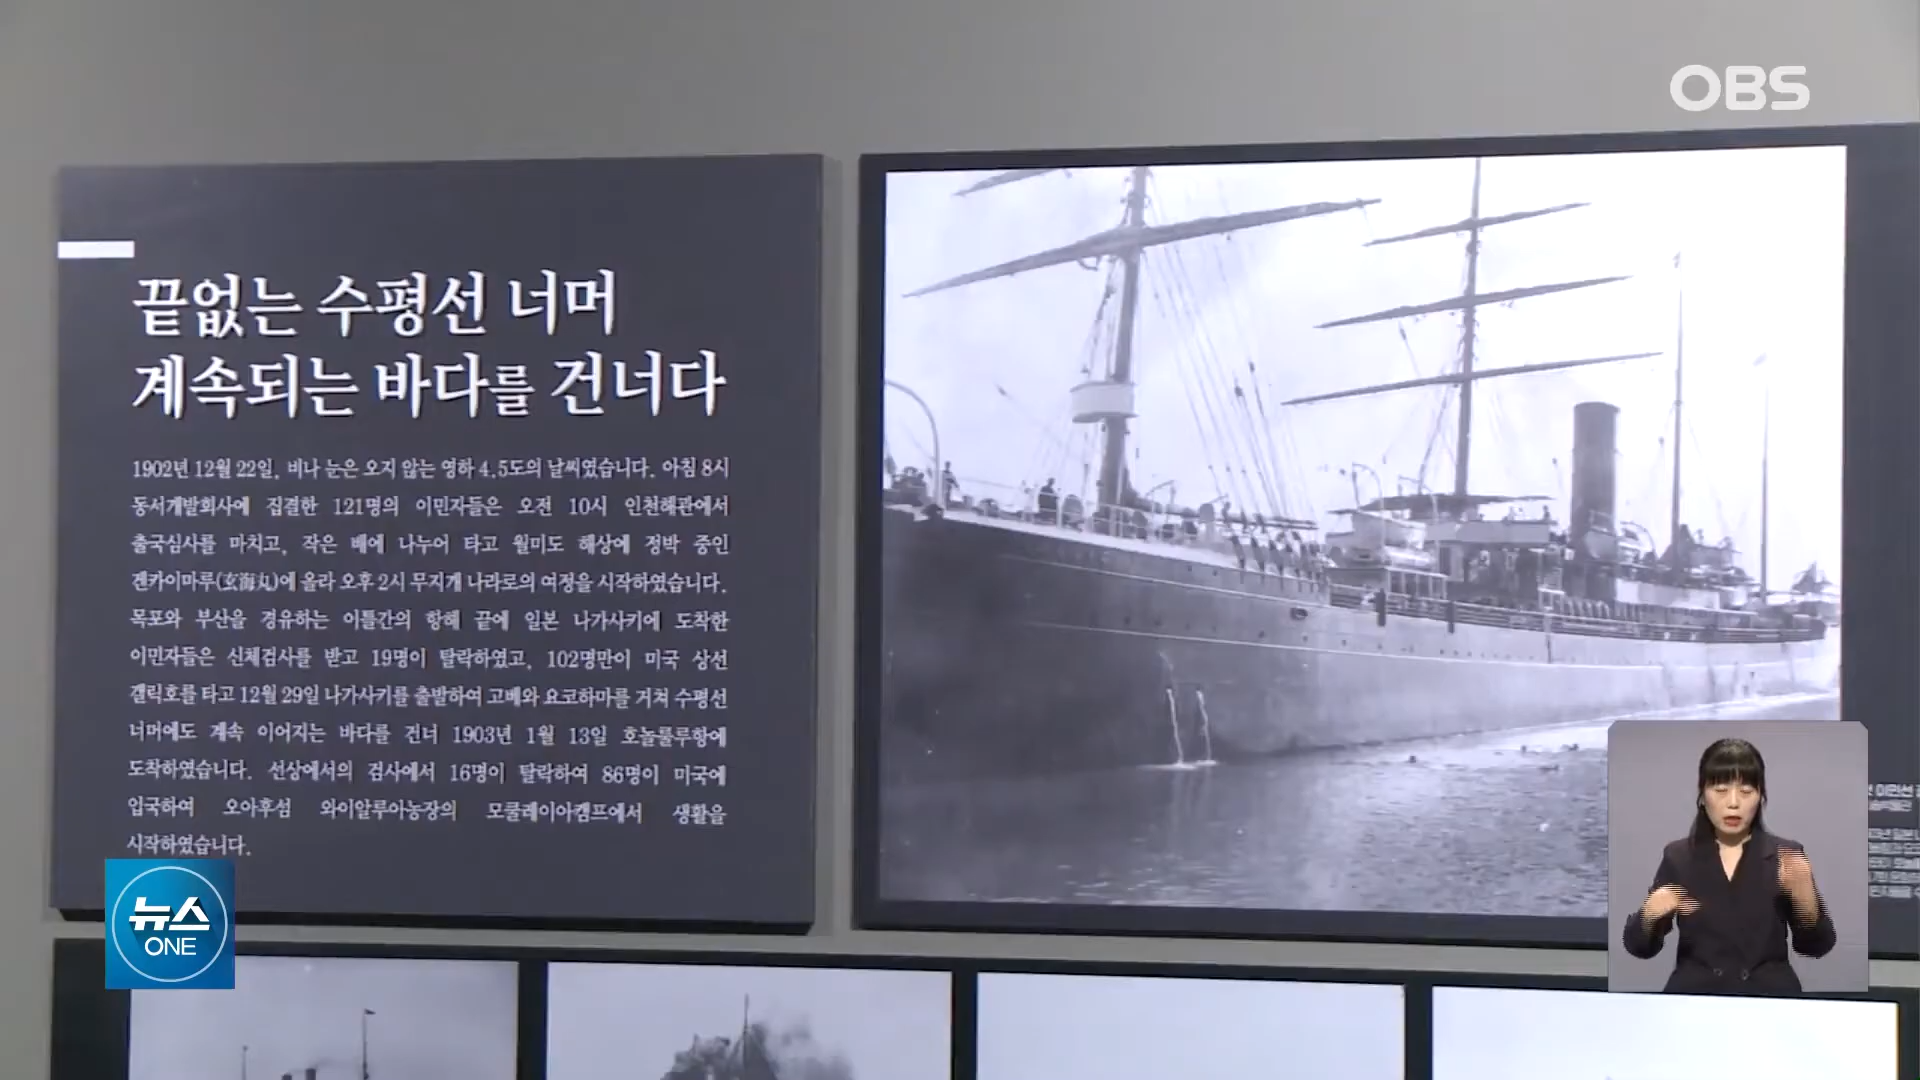 OBS
끝없는 수평선 너머
계속되는 바다를 건너다
1902년 12월 22일, 비나 눈은 오지 않는 영하 4.5도의 날씨였습니다. 아침 8시
동서개발회사에 집결한 121명의 이민자들은 오전 10시 인천해관에서
출국심사를 마치고, 작은 배에 나누어 타고 월미도 해상에 정박 중인
겐카이마루(玄海丸)에 올라 오후 2시 무지개 나라로의 여정을 시작하였습니다.
목포와 부산을 경유하는 이틀간의 항해 끝에 일본 나가사키에 도착한
이민자들은 신체검사를 받고 19명이 탈락하였고, 102명만이 미국 상선
갤릭호를 타고 12월 29일 나가사키를 출발하여 고베와 요코하마를 거쳐 수평선
너머에도 계속 이어지는 바다를 건너 1903년 1월 13일 호놀룰루항에
도착하였습니다. 선상에서의 검사에서 16명이 탈락하여 86명이 미국에
입국하여 오아후섬 와이알루아농장의 모쿨레이아캠프에서 생활을
시작하였습니다.
뉴스
ONE